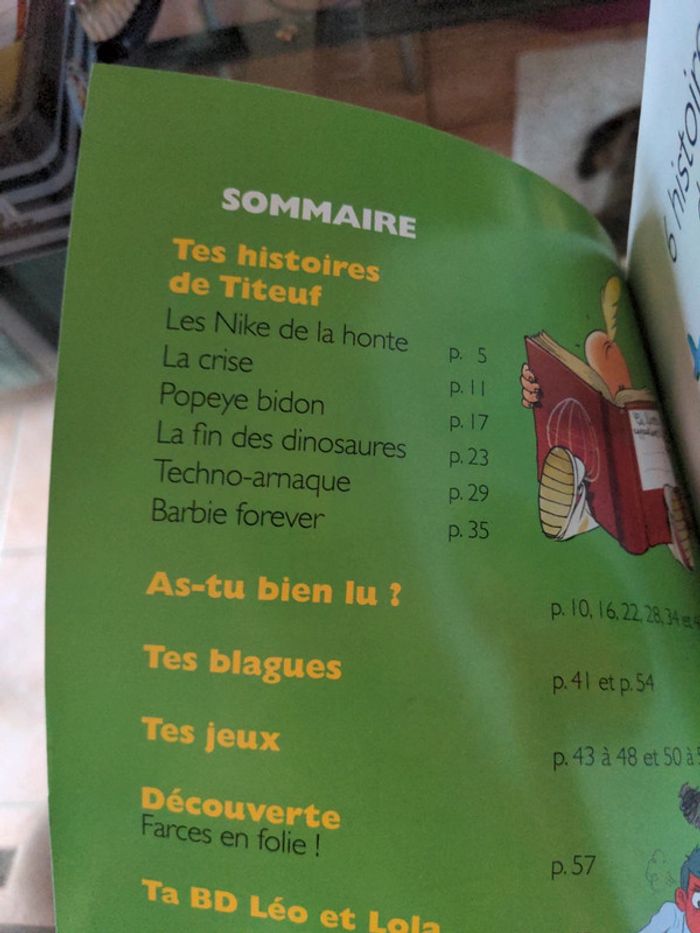 SOMMAIRE
Tes histoires
de Titeuf
Les Nike de la honte p. 5
La crise p. 11
Popeye bidon p. 17
La fin des dinosaures p. 23
Techno-arnaque p. 29
Barbie forever p. 35
As-tu bien lu ? p. 10, 16, 22, 28, 34 et
Tes blagues p. 41 et p. 54
Tes jeux p. 43 à 48 et 50 à
Découverte
Farces en folie ! p. 57
Ta BD Léo et Lola
6 histoire